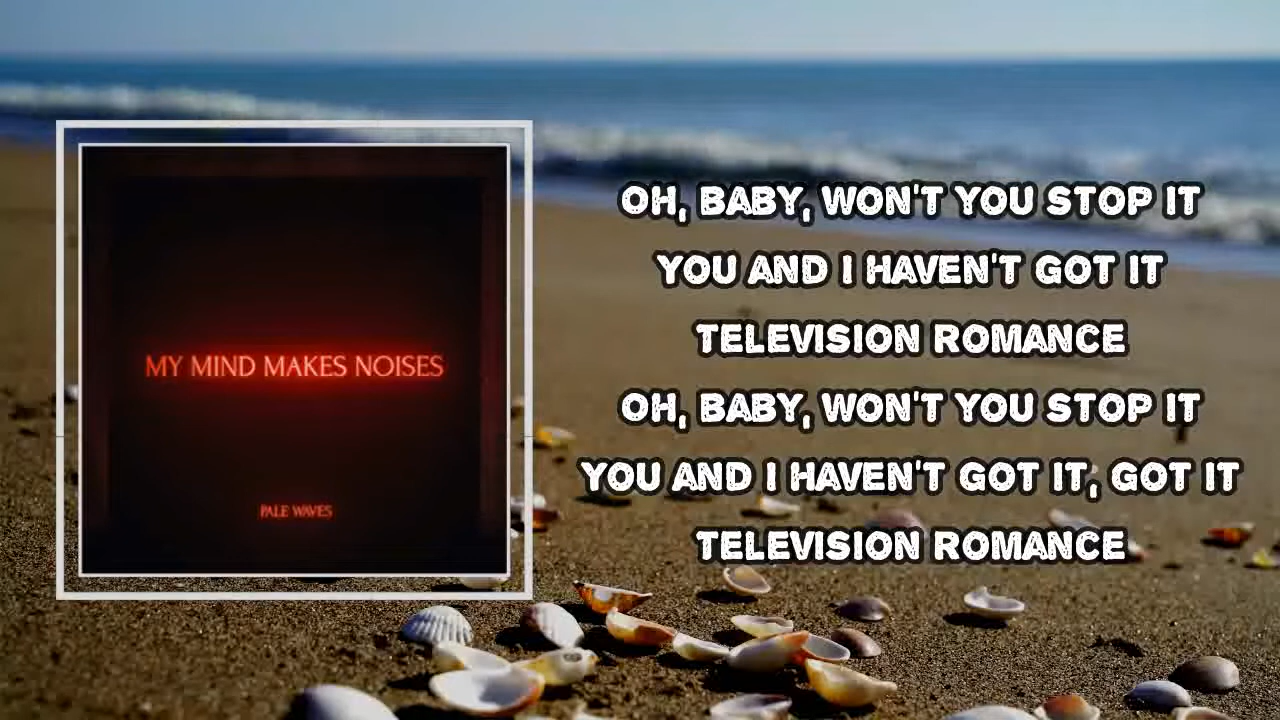 MY MIND MAKES NOISES
PALE WAVES
OH, BABY, WON'T YOU STOP IT
YOU AND I HAVEN'T GOT IT
TELEVISION ROMANCE
OH, BABY, WON'T YOU STOP IT
YOU AND I HAVEN'T GOT IT, GOT IT
TELEVISION ROMANCE